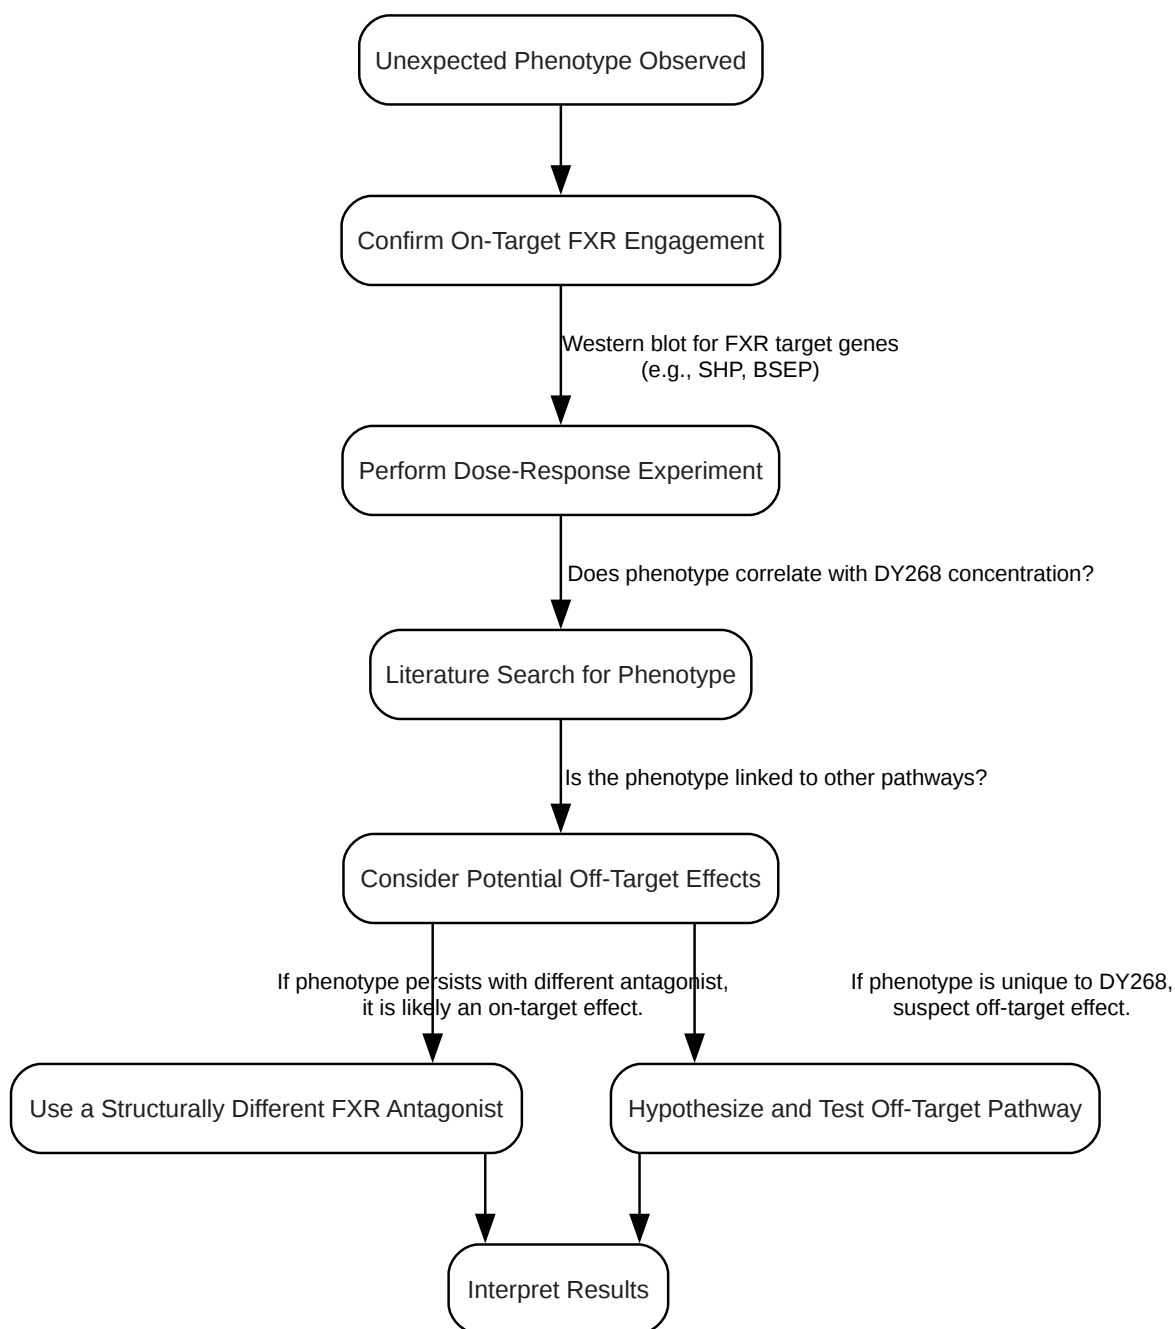 Unexpected Phenotype Observed
Confirm On-Target FXR Engagement
Western blot for FXR target genes
(e.g., SHP, BSEP)
Perform Dose-Response Experiment
Does phenotype correlate with DY268 concentration?
Literature Search for Phenotype
Is the phenotype linked to other pathways?
Consider Potential Off-Target Effects
If phenotype persists with different antagonist,
it is likely an on-target effect.
If phenotype is unique to DY268,
suspect off-target effect.
Use a Structurally Different FXR Antagonist
Hypothesize and Test Off-Target Pathway
Interpret Results